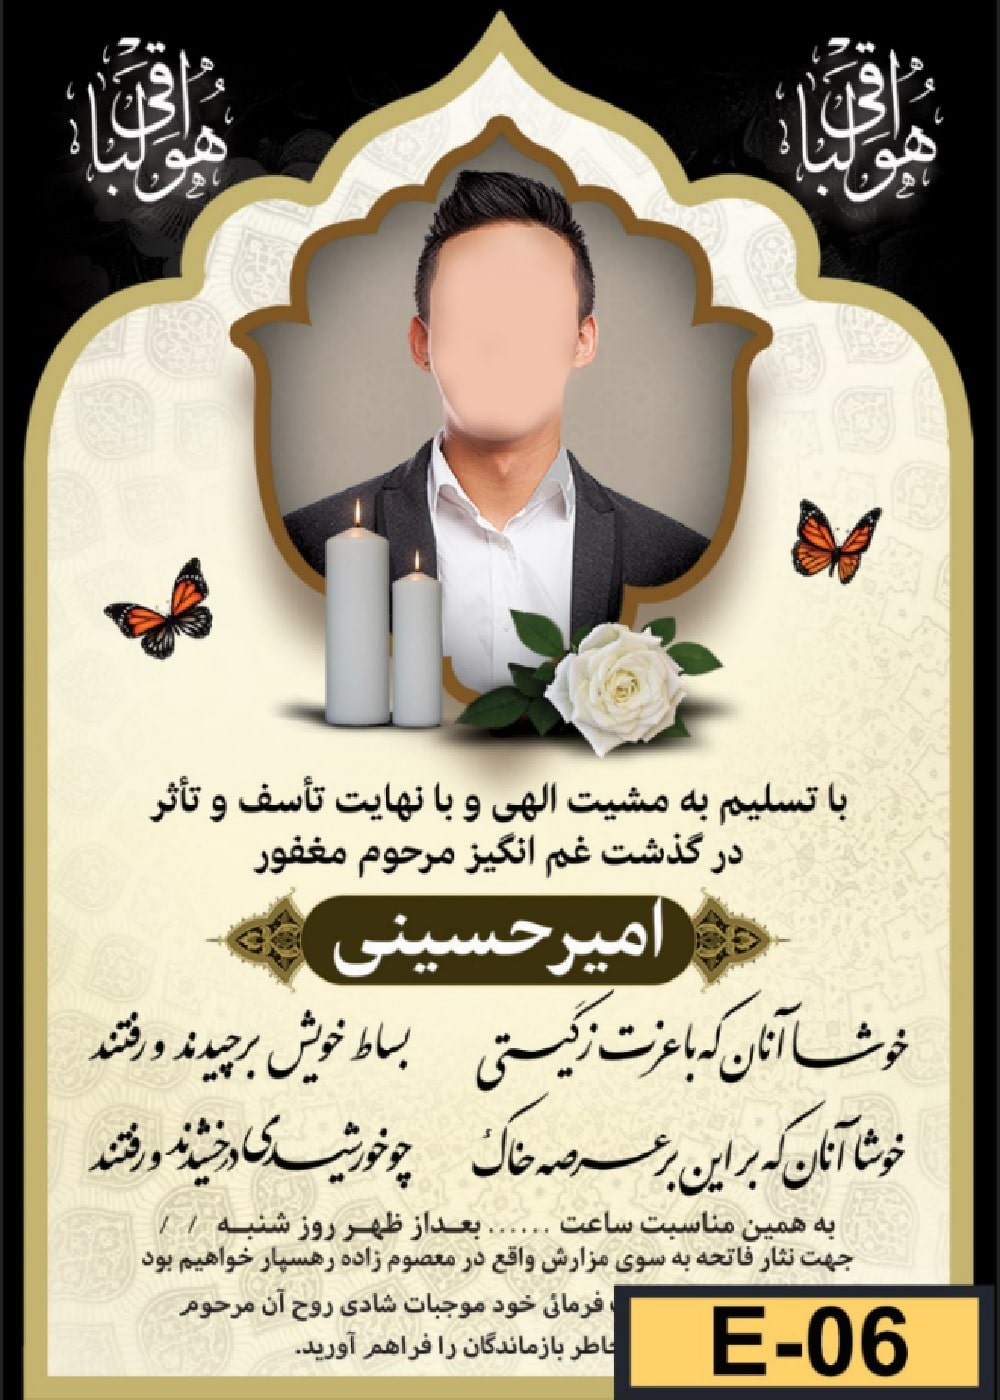 هو الباقی
هو الباقی
با تسلیم به مشیت الهی و با نهایت تأسف و تأثر
در گذشت غم انگیز مرحوم مغفور
امیرحسینی
خوشا آنان که با عزت زگیتی بساط خویش برچیدند و رفتند
خوشا آنان که بر این برعرصه خاک چو خورشیدی درخشیدند و رفتند
به همین مناسبت ساعت ...... بعداز ظهر روز شنبه / /
جهت نثار فاتحه به سوی مزارش واقع در معصوم زاده رهسپار خواهیم بود
فرمائی خود موجبات شادی روح آن مرحوم
خاطر بازماندگان را فراهم آورید.
E-06